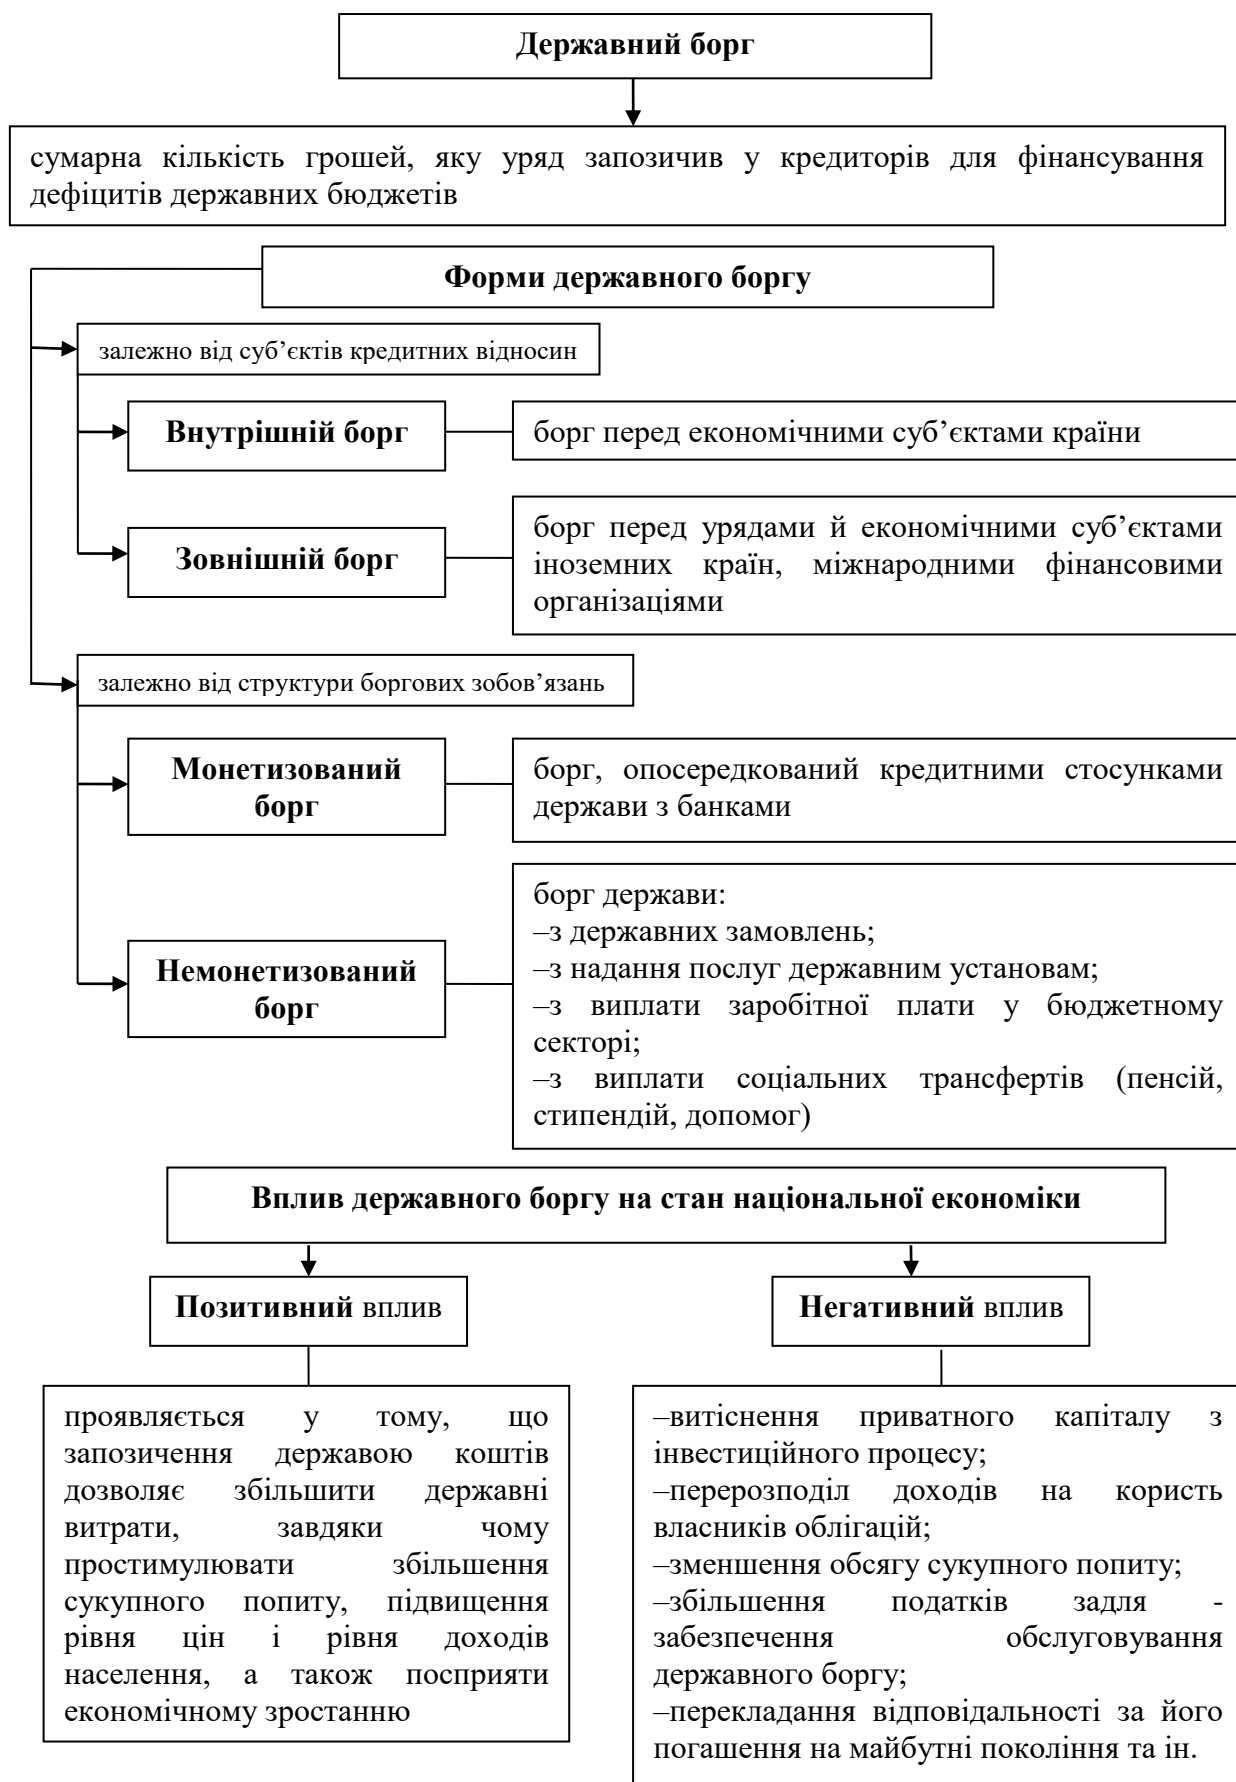 Державний борг
сумарна кількість грошей, яку уряд запозичив у кредиторів для фінансування
дефіцитів державних бюджетів
Форми державного боргу
залежно від суб’єктів кредитних відносин
Внутрішній борг
борг перед економічними суб’єктами країни
Зовнішній борг
борг перед урядами й економічними суб’єктами
іноземних країн, міжнародними фінансовими
організаціями
залежно від структури боргових зобов’язань
Монетизований
борг
борг, опосередкований кредитними стосунками
держави з банками
Немонетизований
борг
борг держави:
–з державних замовлень;
–з надання послуг державним установам;
–з виплати заробітної плати у бюджетному
секторі;
–з виплати соціальних трансфертів (пенсій,
стипендій, допомог)
Вплив державного боргу на стан національної економіки
Позитивний вплив
проявляється у тому, що
запозичення державою коштів
дозволяє збільшити державні
витрати, завдяки чому
простимулювати збільшення
сукупного попиту, підвищення
рівня цін і рівня доходів
населення, а також посприяти
економічному зростанню
Негативний вплив
–витіснення приватного капіталу з
інвестиційного процесу;
–перерозподіл доходів на користь
власників облігацій;
–зменшення обсягу сукупного попиту;
–збільшення податків задля -
забезпечення обслуговування
державного боргу;
–перекладання відповідальності за його
погашення на майбутні покоління та ін.